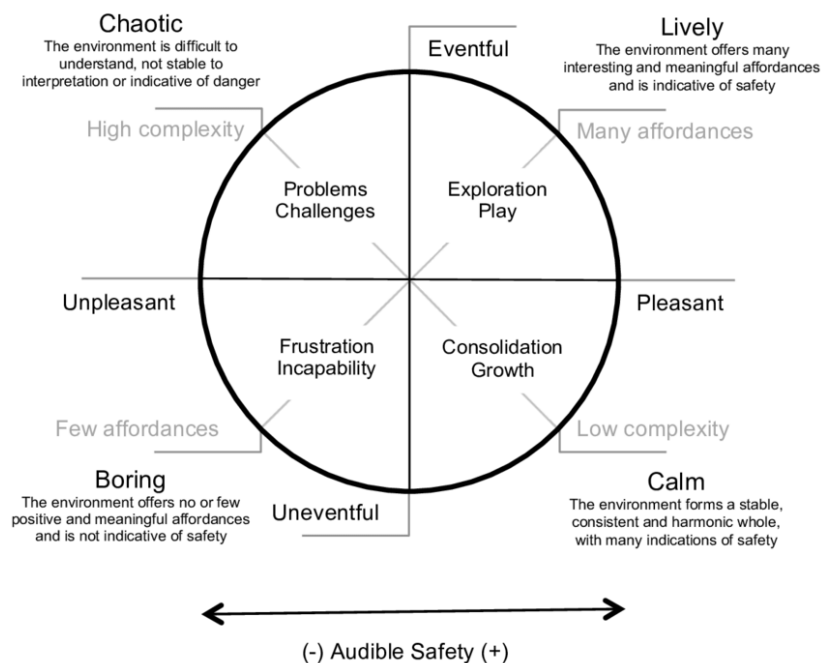 Chaotic
The environment is difficult to
understand, not stable to
interpretation or indicative of danger
High complexity
Eventful
Lively
The environment offers many
interesting and meaningful affordances
and is indicative of safety
Many affordances
Problems
Challenges
Exploration
Play
Unpleasant
Pleasant
Frustration
Incapability
Consolidation
Growth
Few affordances
Boring
The environment offers no or few
positive and meaningful affordances
and is not indicative of safety
Uneventful
Low complexity
Calm
The environment forms a stable,
consistent and harmonic whole,
with many indications of safety
(-) Audible Safety (+)